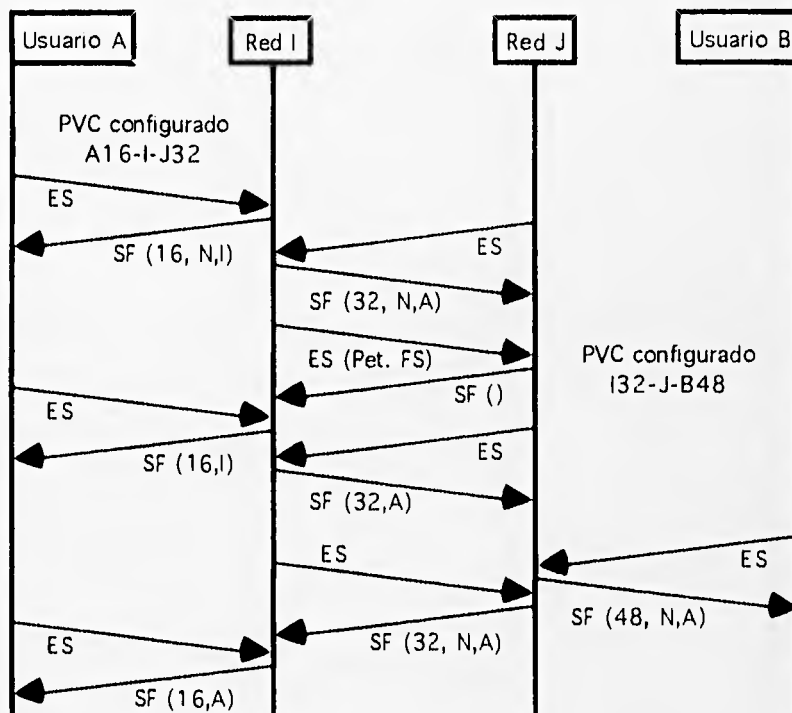 Usuario A
Red I
Red J
Usuario B
PVC configurado
A16-I-J32
ES
ES
SF (16, N,I)
SF (32, N,A)
ES (Pet. FS)
PVC configurado
I32-J-B48
SF ()
ES
ES
SF (16,I)
SF (32,A)
ES
ES
SF (48, N,A)
SF (32, N,A)
ES
SF (16,A)